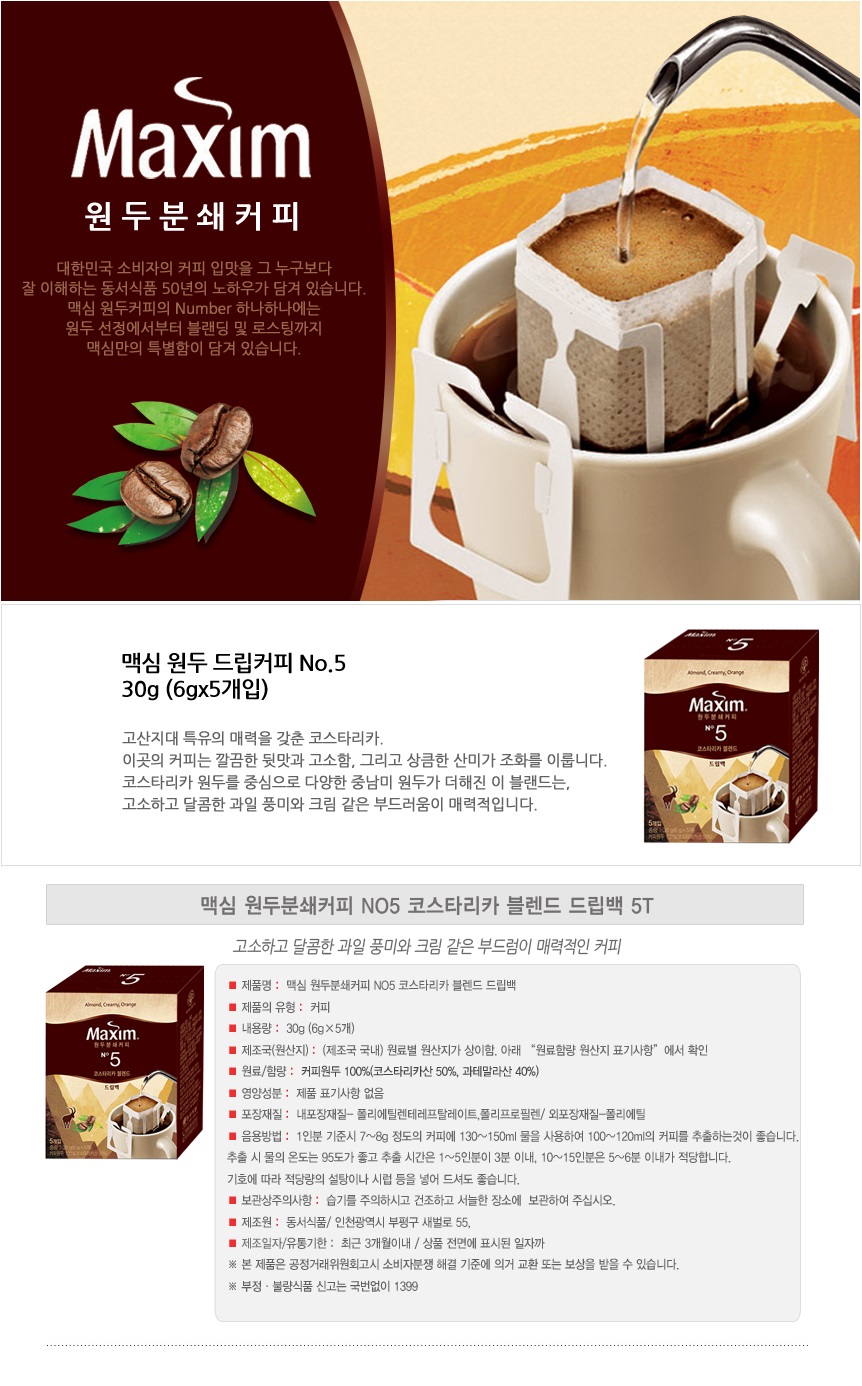 Maxim
원두분쇄커피
대한민국 소비자의 커피 입맛을 그 누구보다
잘 이해하는 동서식품 50년의 노하우가 담겨 있습니다.
맥심 원두커피의 Number 하나하나에는
원두 선정에서부터 블랜딩 및 로스팅까지
맥심만의 특별함이 담겨 있습니다.
맥심 원두 드립커피 No.5
30g (6gx5개입)
고산지대 특유의 매력을 갖춘 코스타리카.
이곳의 커피는 깔끔한 뒷맛과 고소함, 그리고 상큼한 산미가 조화를 이룹니다.
코스타리카 원두를 중심으로 다양한 중남미 원두가 더해진 이 블랜드는,
고소하고 달콤한 과일 풍미와 크림 같은 부드러움이 매력적입니다.
Maxim
Nº5
Almond, Creamy, Orange
Maxim.
원두분쇄커피
Nº5
코스타리카 블렌드
드립백
5개입
맥심 원두분쇄커피 NO5 코스타리카 블렌드 드립백 5T
고소하고 달콤한 과일 풍미와 크림 같은 부드럼이 매력적인 커피
Maxim
Nº5
Almond, Creamy, Orange
Maxim.
원두분쇄커피
Nº5
코스타리카 블렌드
드립백
5개입
■ 제품명 : 맥심 원두분쇄커피 NO5 코스타리카 블렌드 드립백
■ 제품의 유형 : 커피
■ 내용량 : 30g (6g×5개)
■ 제조국(원산지) : (제조국 국내) 원료별 원산지가 상이함. 아래 “원료함량 원산지 표기사항”에서 확인
■ 원료/함량 : 커피원두 100%(코스타리카산 50%, 과테말라산 40%)
■ 영양성분 : 제품 표기사항 없음
■ 포장재질 : 내포장재질- 폴리에틸렌테레프탈레이트,폴리프로필렌/ 외포장재질-폴리에틸
■ 음용방법 : 1인분 기준시 7~8g 정도의 커피에 130~150ml 물을 사용하여 100~120ml의 커피를 추출하는것이 좋습니다.
추출 시 물의 온도는 95도가 좋고 추출 시간은 1~5인분이 3분 이내, 10~15인분은 5~6분 이내가 적당합니다.
기호에 따라 적당량의 설탕이나 시럽 등을 넣어 드셔도 좋습니다.
■ 보관상주의사항 : 습기를 주의하시고 건조하고 서늘한 장소에 보관하여 주십시오.
■ 제조원 : 동서식품/ 인천광역시 부평구 새벌로 55,
■ 제조일자/유통기한 : 최근 3개월이내 / 상품 전면에 표시된 일자까
※ 본 제품은 공정거래위원회고시 소비자분쟁 해결 기준에 의거 교환 또는 보상을 받을 수 있습니다.
※ 부정 · 불량식품 신고는 국번없이 1399